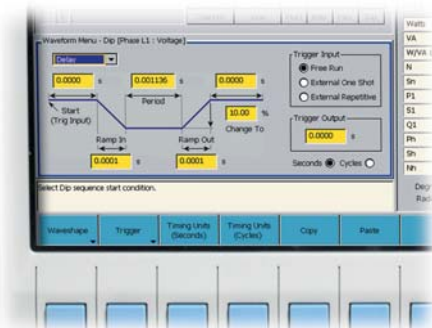 Waveform Menu - Dip [Phase L1 : Voltage]
Delay
0.0000 s
0.001136 s
0.0000 s
Start
(Trig Input)
Period
10.00 %
Change To
Ramp In
Ramp Out
0.0001 s
0.0001 s
Trigger Input
Free Run
External One Shot
External Repetitive
Trigger Output
0.0000 s
Seconds
Cycles
Select Dip sequence start condition.
Waveshape
Trigger
Timing Units
(Seconds)
Timing Units
(Cycles)
Copy
Paste
Watts
VA
N
Sn
P1
S1
Q1
Ph
Sh
Nh